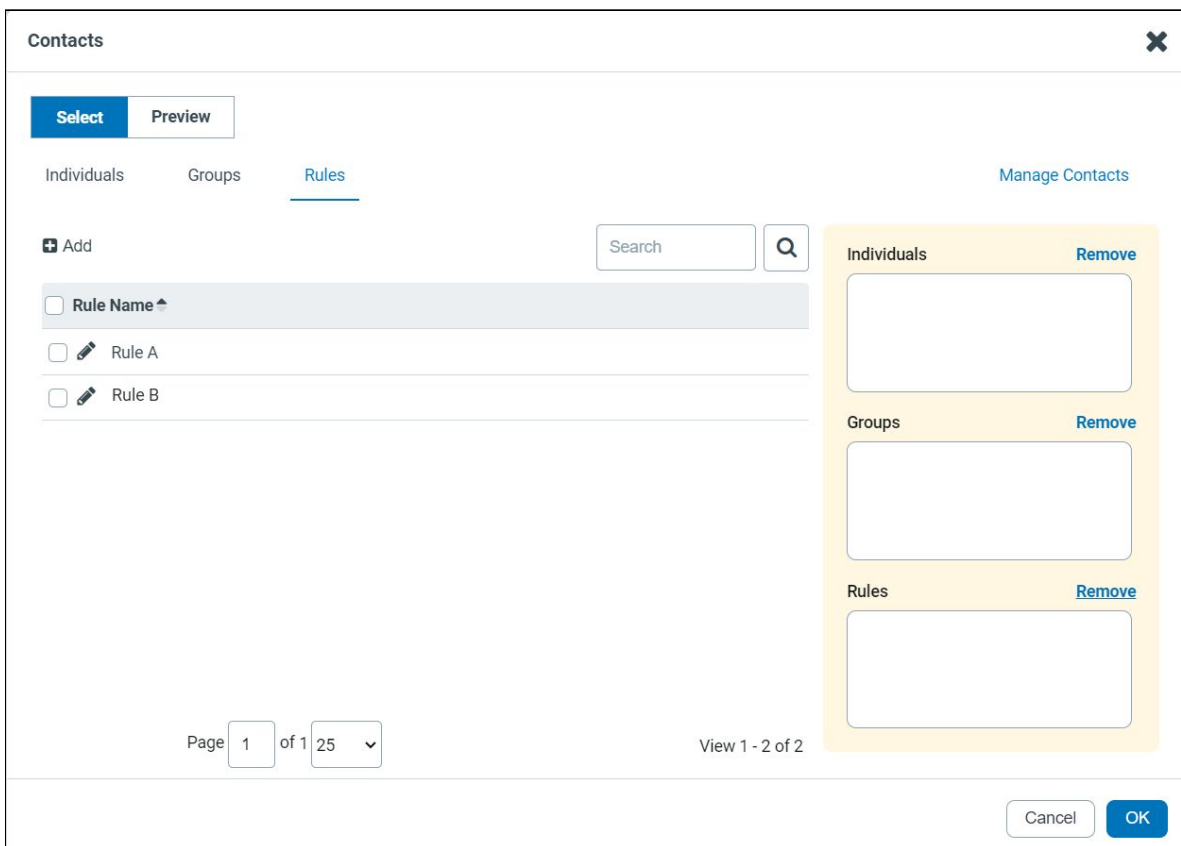 Contacts
Select Preview
Individuals Groups Rules Manage Contacts
Add Search
Rule Name
Rule A
Rule B
Individuals Remove
Groups Remove
Rules Remove
Page 1 of 1 25 View 1 - 2 of 2
Cancel OK